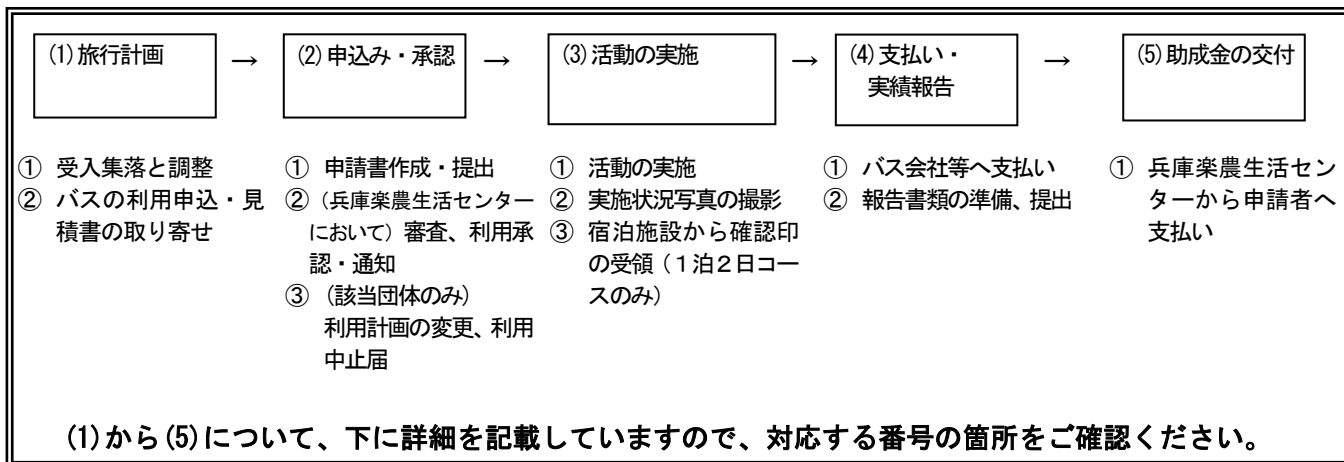 (1)旅行計画 → (2)申込み・承認 → (3)活動の実施 → (4)支払い・ → (5)助成金の交付
実績報告
① 受入集落と調整
② バスの利用申込・見
積書の取り寄せ
① 申請書作成・提出
② (兵庫楽農生活センター
において) 審査、利用承
認・通知
③ (該当団体のみ)
利用計画の変更、利用
中止届
① 活動の実施
② 実施状況写真の撮影
③ 宿泊施設から確認印
の受領(1泊2日コー
スのみ)
① バス会社等へ支払い
② 報告書類の準備、提出
① 兵庫楽農生活セン
ターから申請者へ
支払い
(1)から(5)について、下に詳細を記載していますので、対応する番号の箇所をご確認ください。